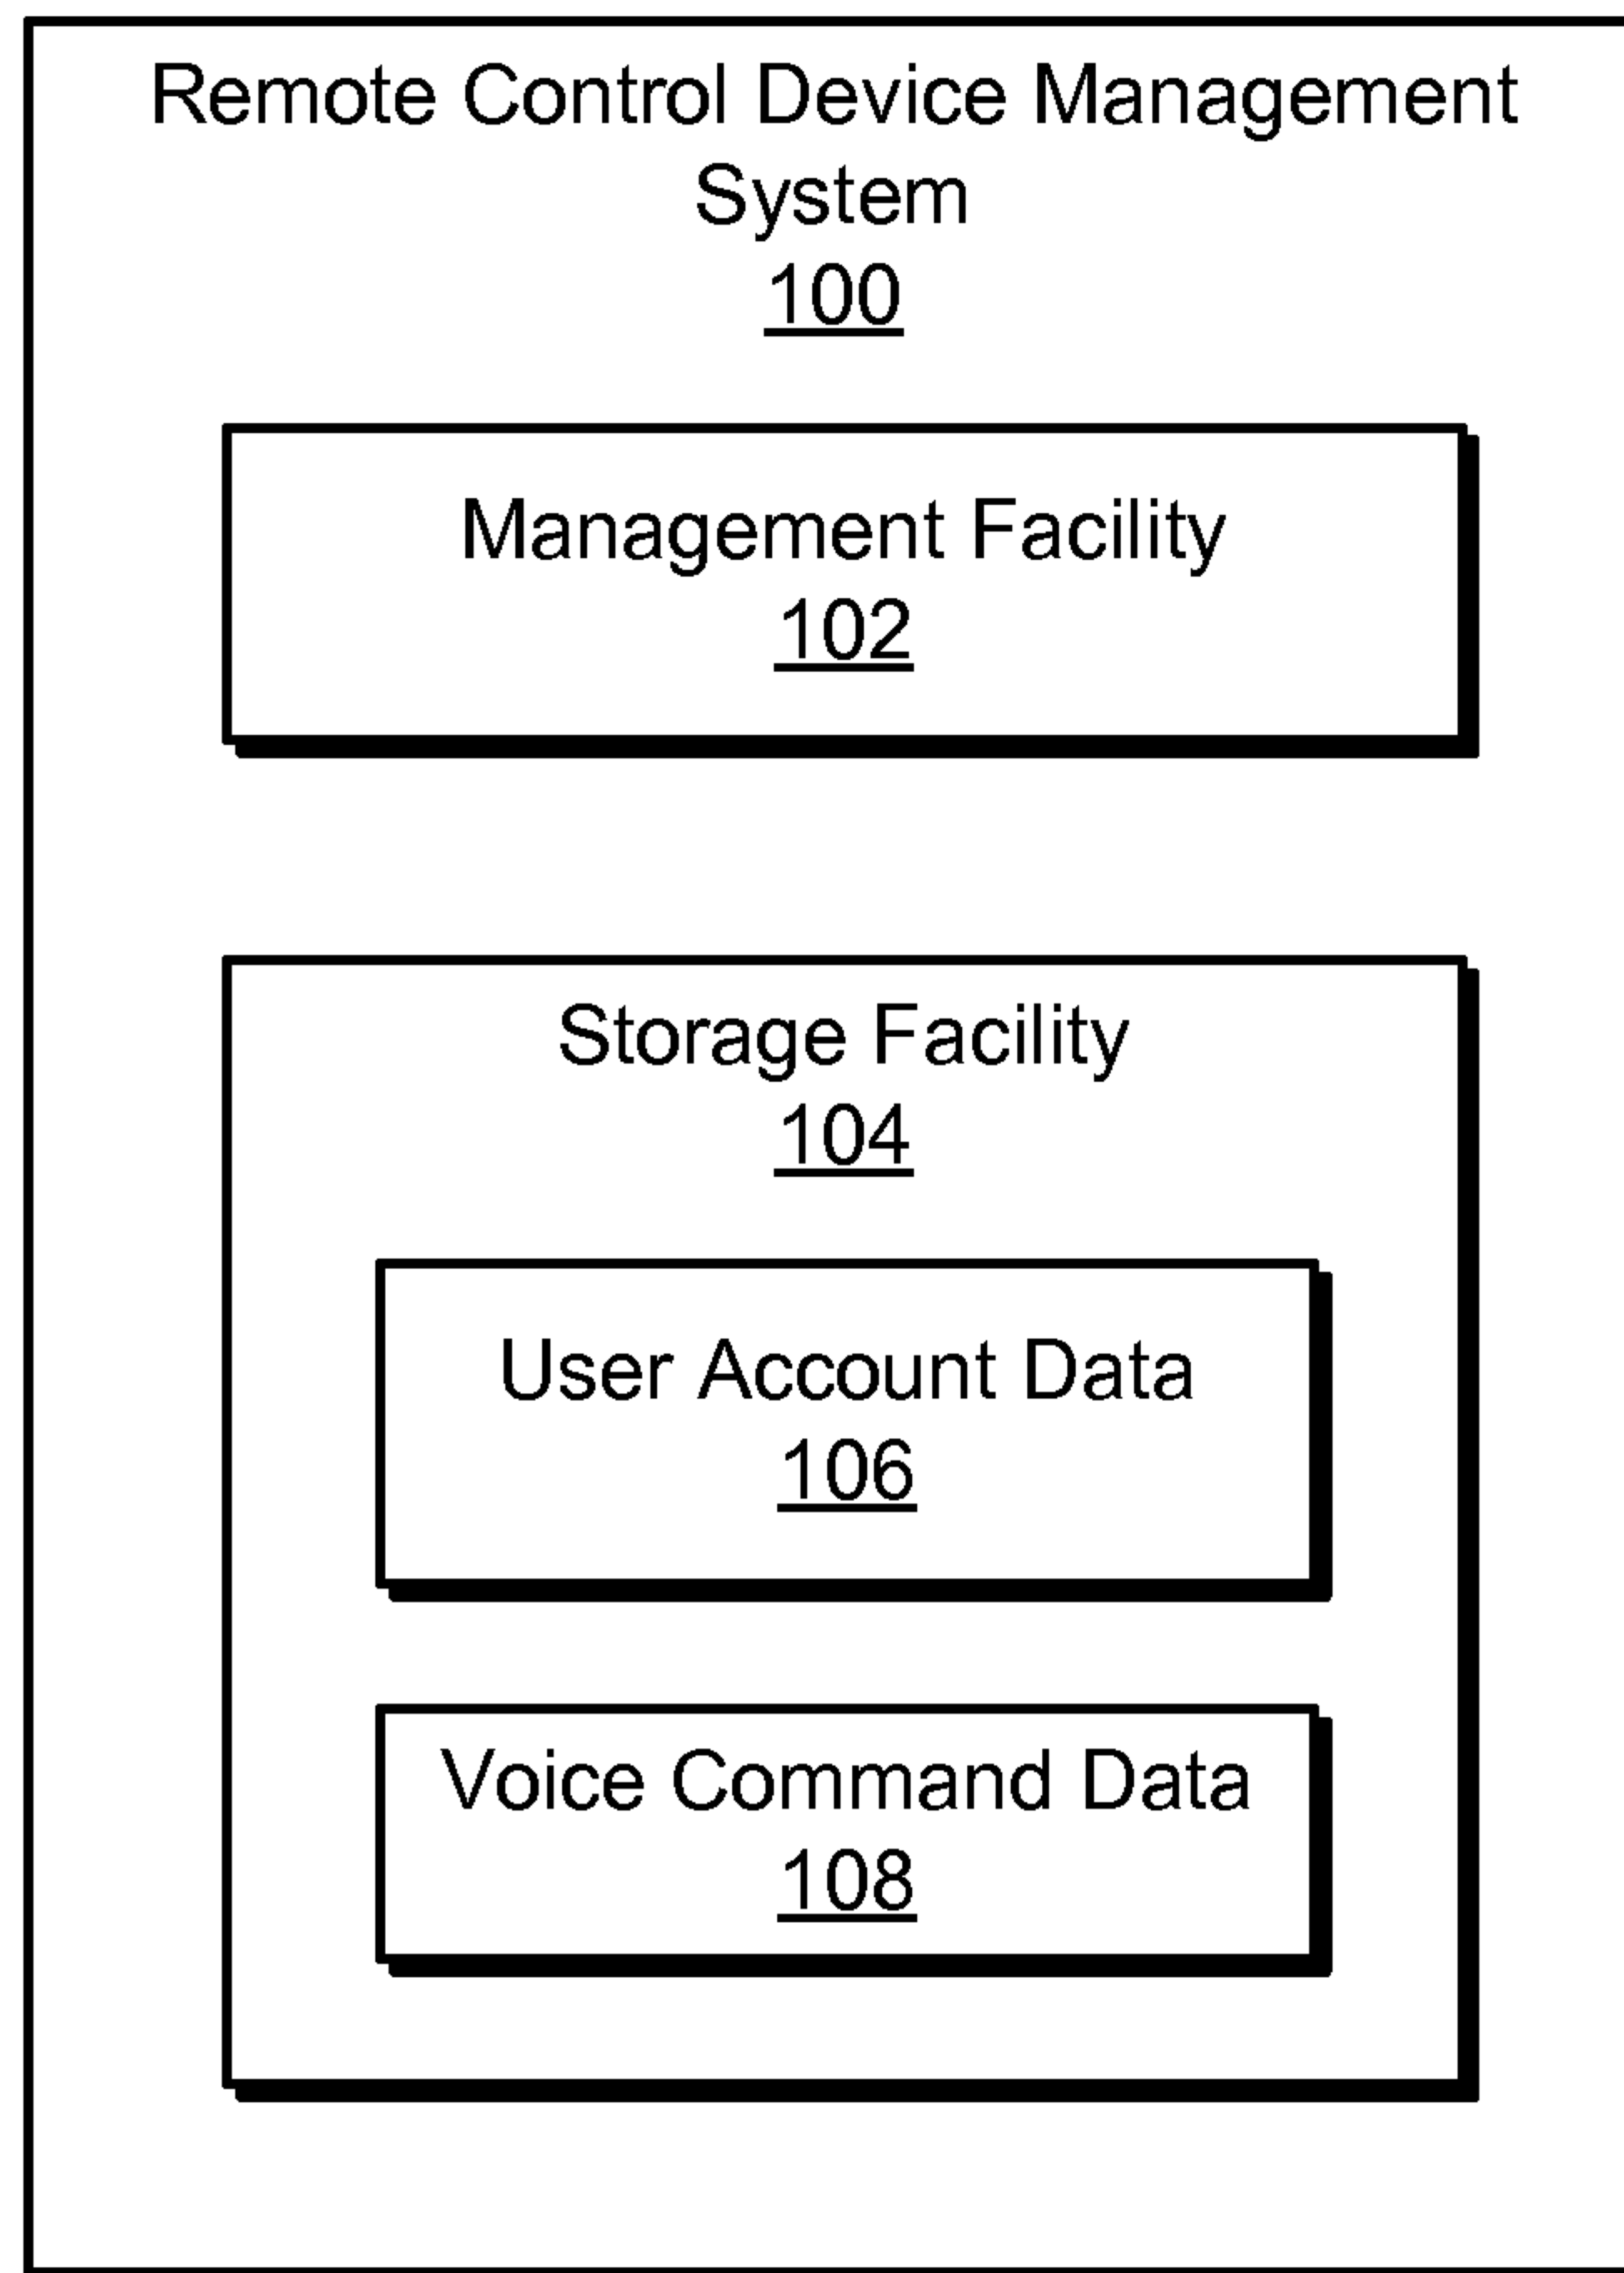 Remote Control Device Management
System
100
Management Facility
102
Storage Facility
104
User Account Data
106
Voice Command Data
108